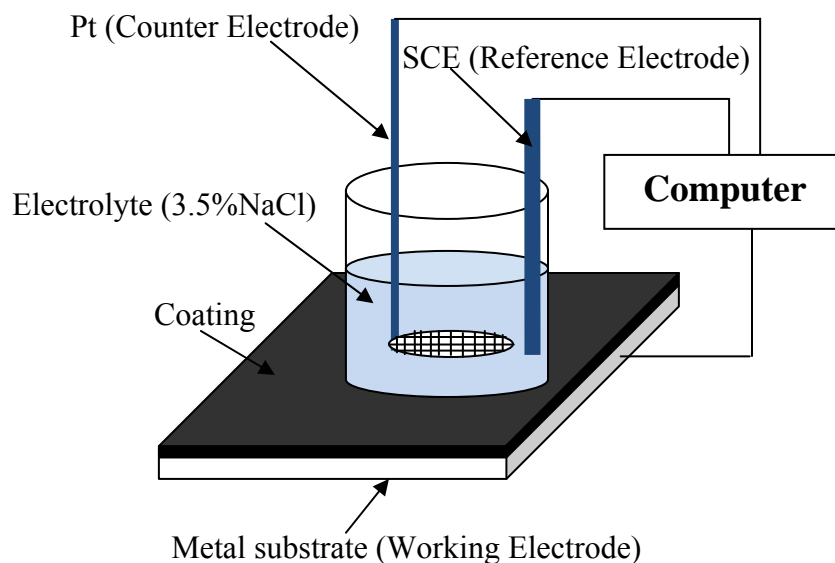 Pt (Counter Electrode)
SCE (Reference Electrode)
Computer
Electrolyte (3.5%NaCl)
Coating
Metal substrate (Working Electrode)